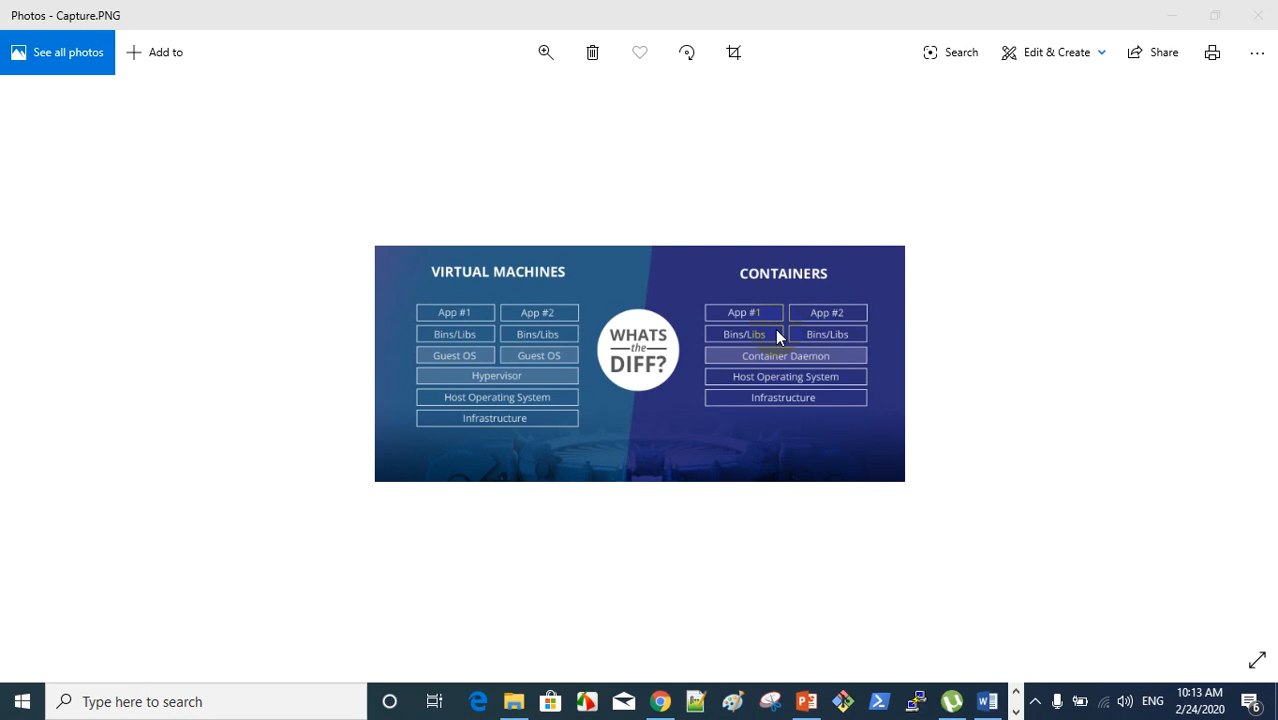 Photos - Capture.PNG
See all photos
Add to
Search
Edit & Create
Share
VIRTUAL MACHINES
App #1 App #2
Bins/Libs Bins/Libs
Guest OS Guest OS
Hypervisor
Host Operating System
Infrastructure
WHATS
the
DIFF?
CONTAINERS
App #1 App #2
Bins/Libs Bins/Libs
Container Daemon
Host Operating System
Infrastructure
Type here to search
ENG
10:13 AM
2/24/2020
6